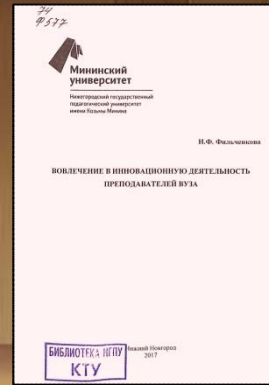 74
Ф577
Мининский
университет
Нижегородский государственный
педагогический университет
имени Козьмы Минина
И.Ф. Фильченкова
ВОВЛЕЧЕНИЕ В ИННОВАЦИОННУЮ ДЕЯТЕЛЬНОСТЬ
ПРЕПОДАВАТЕЛЕЙ ВУЗА
Нижний Новгород
2017
БИБЛИОТЕКА НГПУ
КТУ